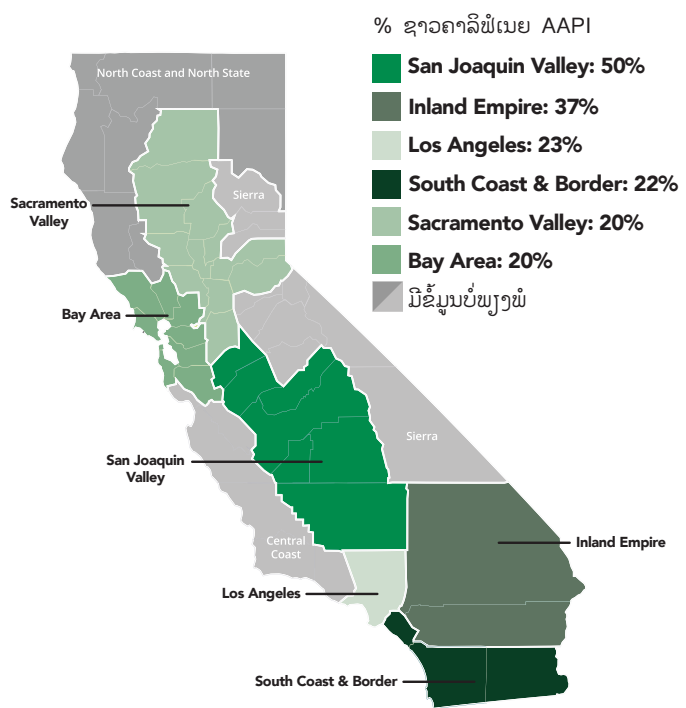 % ຊາວຄາລິຟໍເນຍ AAPI
San Joaquin Valley: 50%
Inland Empire: 37%
Los Angeles: 23%
South Coast & Border: 22%
Sacramento Valley: 20%
Bay Area: 20%
ມີຂໍ້ມູນບໍ່ພຽງພໍ
North Coast and North State
Sierra
Sacramento
Valley
Bay Area
Sierra
San Joaquin
Valley
Central
Coast
Inland Empire
Los Angeles
South Coast & Border